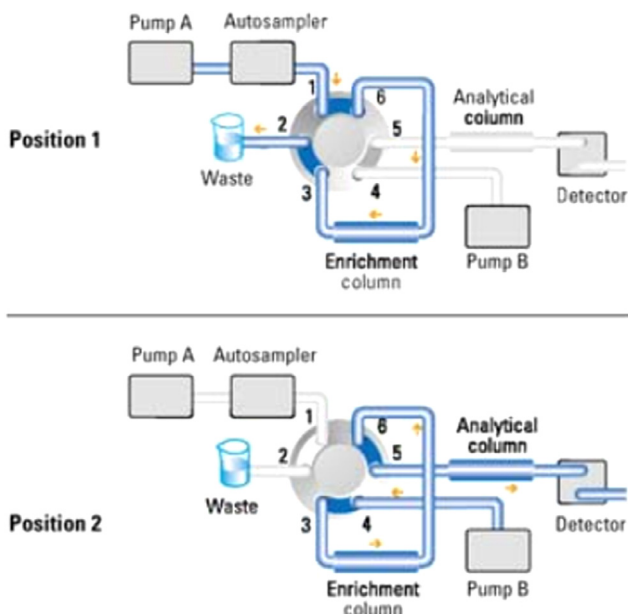 Pump A Autosampler
1
6
Analytical
column
2
5
Position 1
Waste
3
4
Detector
Enrichment
column
Pump B
Pump A Autosampler
1
6
Analytical
column
2
5
Waste
Position 2
3
4
Detector
Enrichment
column
Pump B